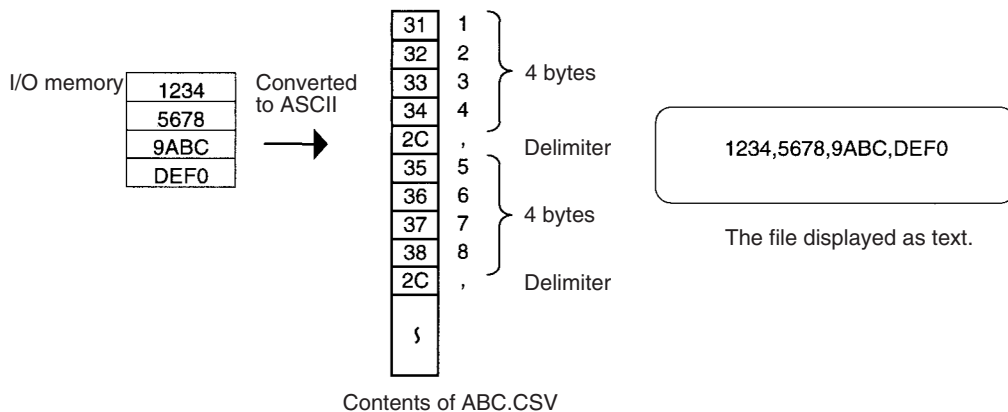 I/O memory
1234
5678
9ABC
DEF0
Converted
to ASCII
31 1
32 2
33 3
34 4
4 bytes
2C , Delimiter
35 5
36 6
37 7
38 8
4 bytes
2C , Delimiter
Contents of ABC.CSV
1234,5678,9ABC,DEF0
The file displayed as text.